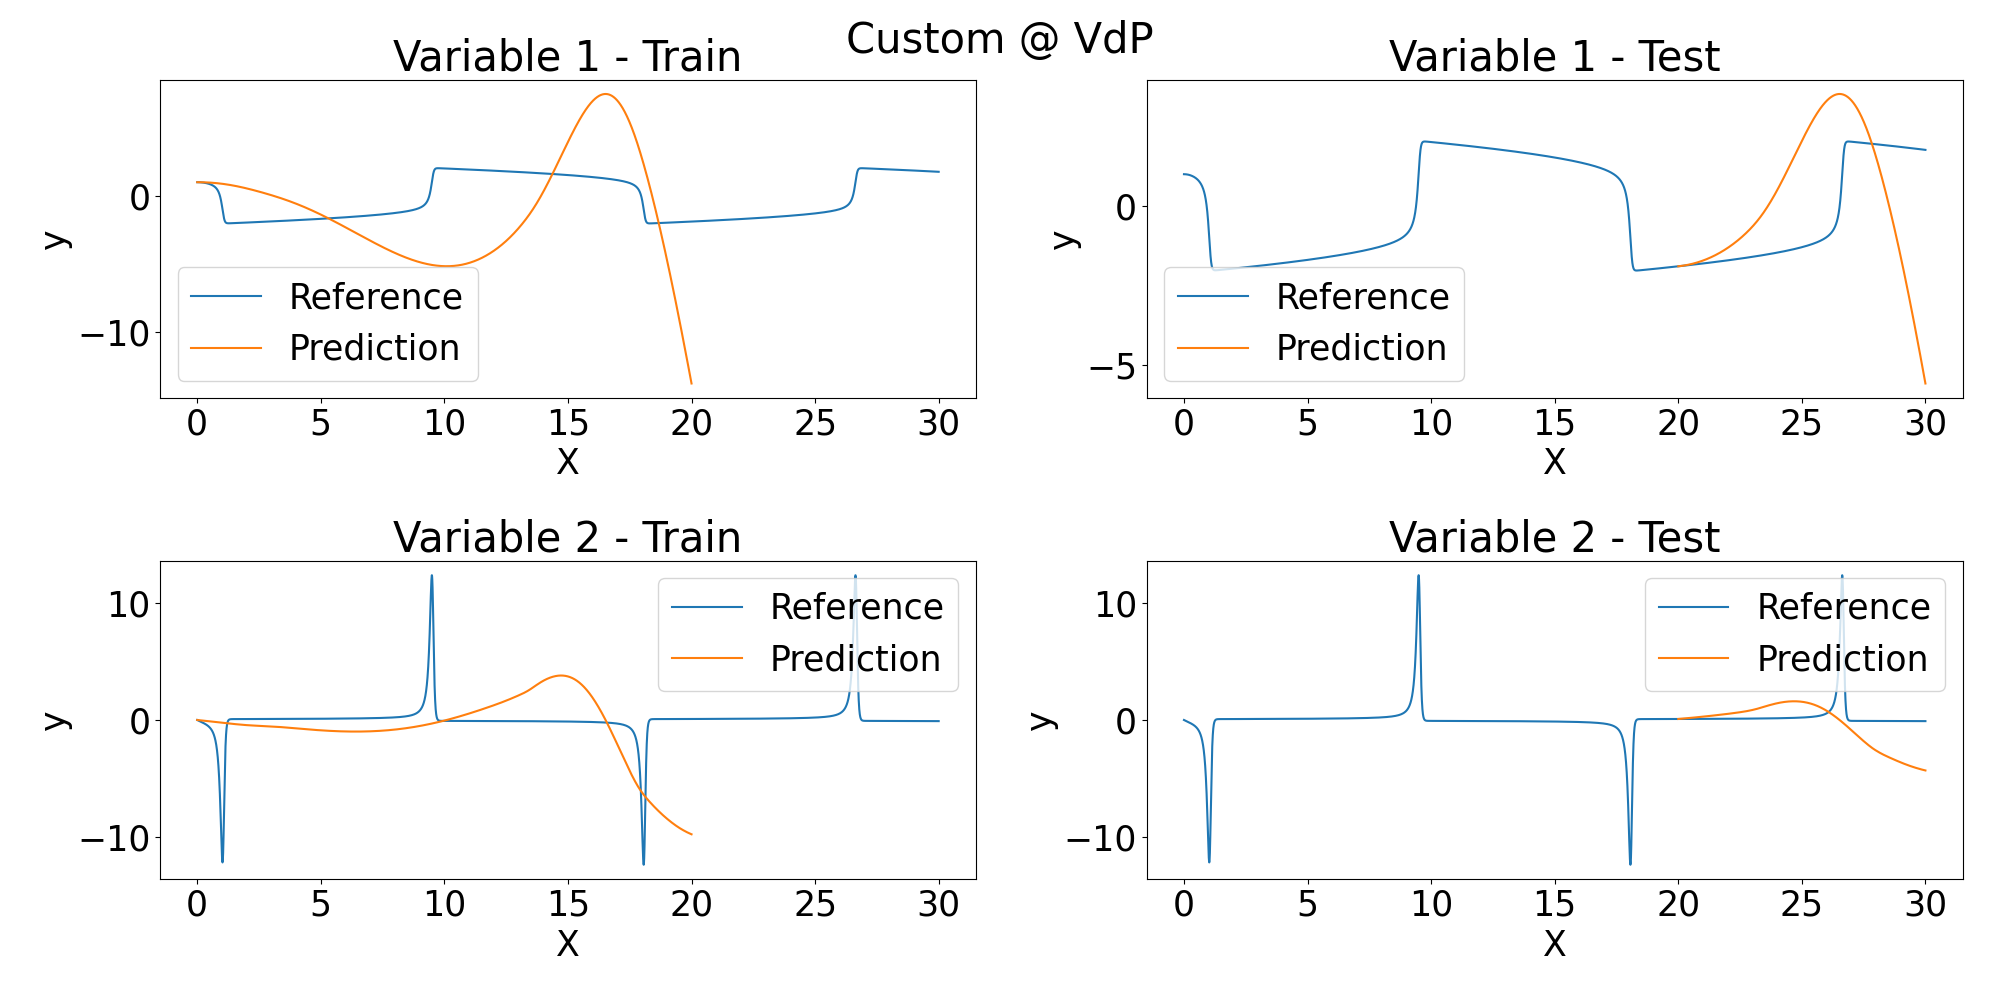 Custom @ VdP
Variable 1 - Train
0
−10
y
Reference
Prediction
0 5 10 15 20 25 30
X
Variable 1 - Test
0
−5
y
Reference
Prediction
0 5 10 15 20 25 30
X
Variable 2 - Train
10
0
−10
y
Reference
Prediction
0 5 10 15 20 25 30
X
Variable 2 - Test
10
0
−10
y
Reference
Prediction
0 5 10 15 20 25 30
X